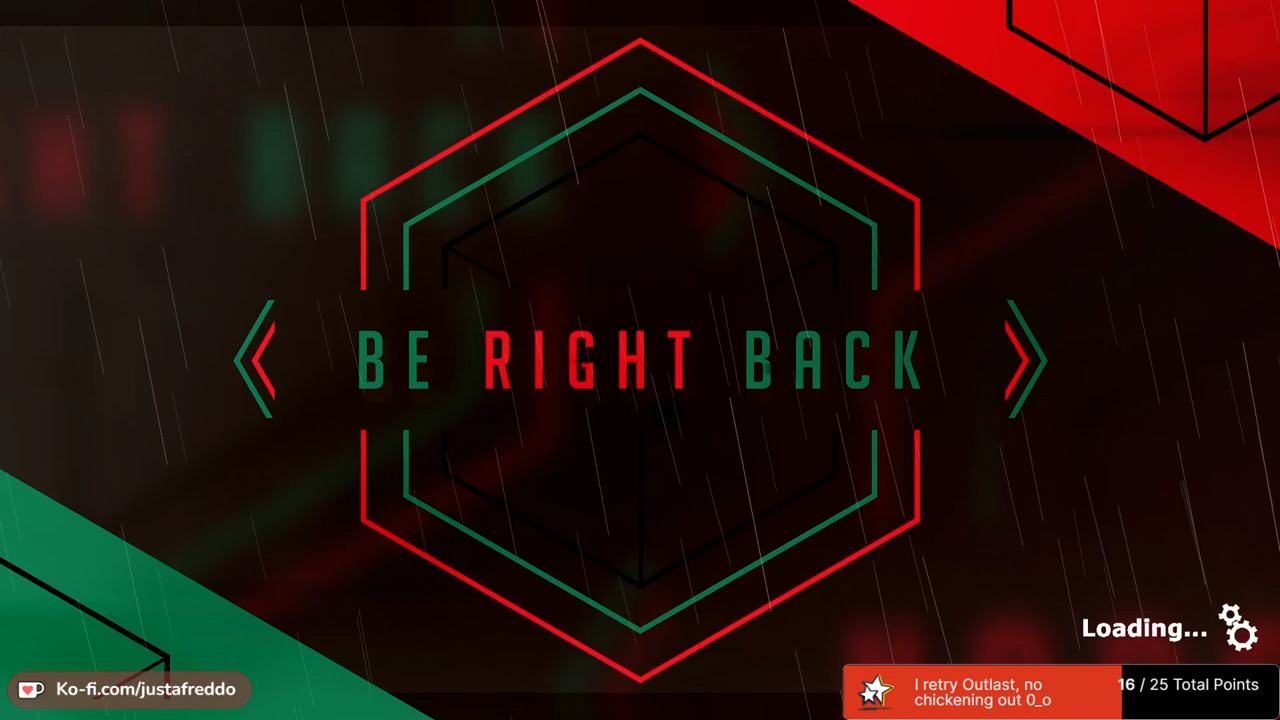 BE RIGHT BACK
Loading...
Ko-fi.com/justafreddo
I retry Outlast, no
chickening out 0_o
16 / 25 Total Points